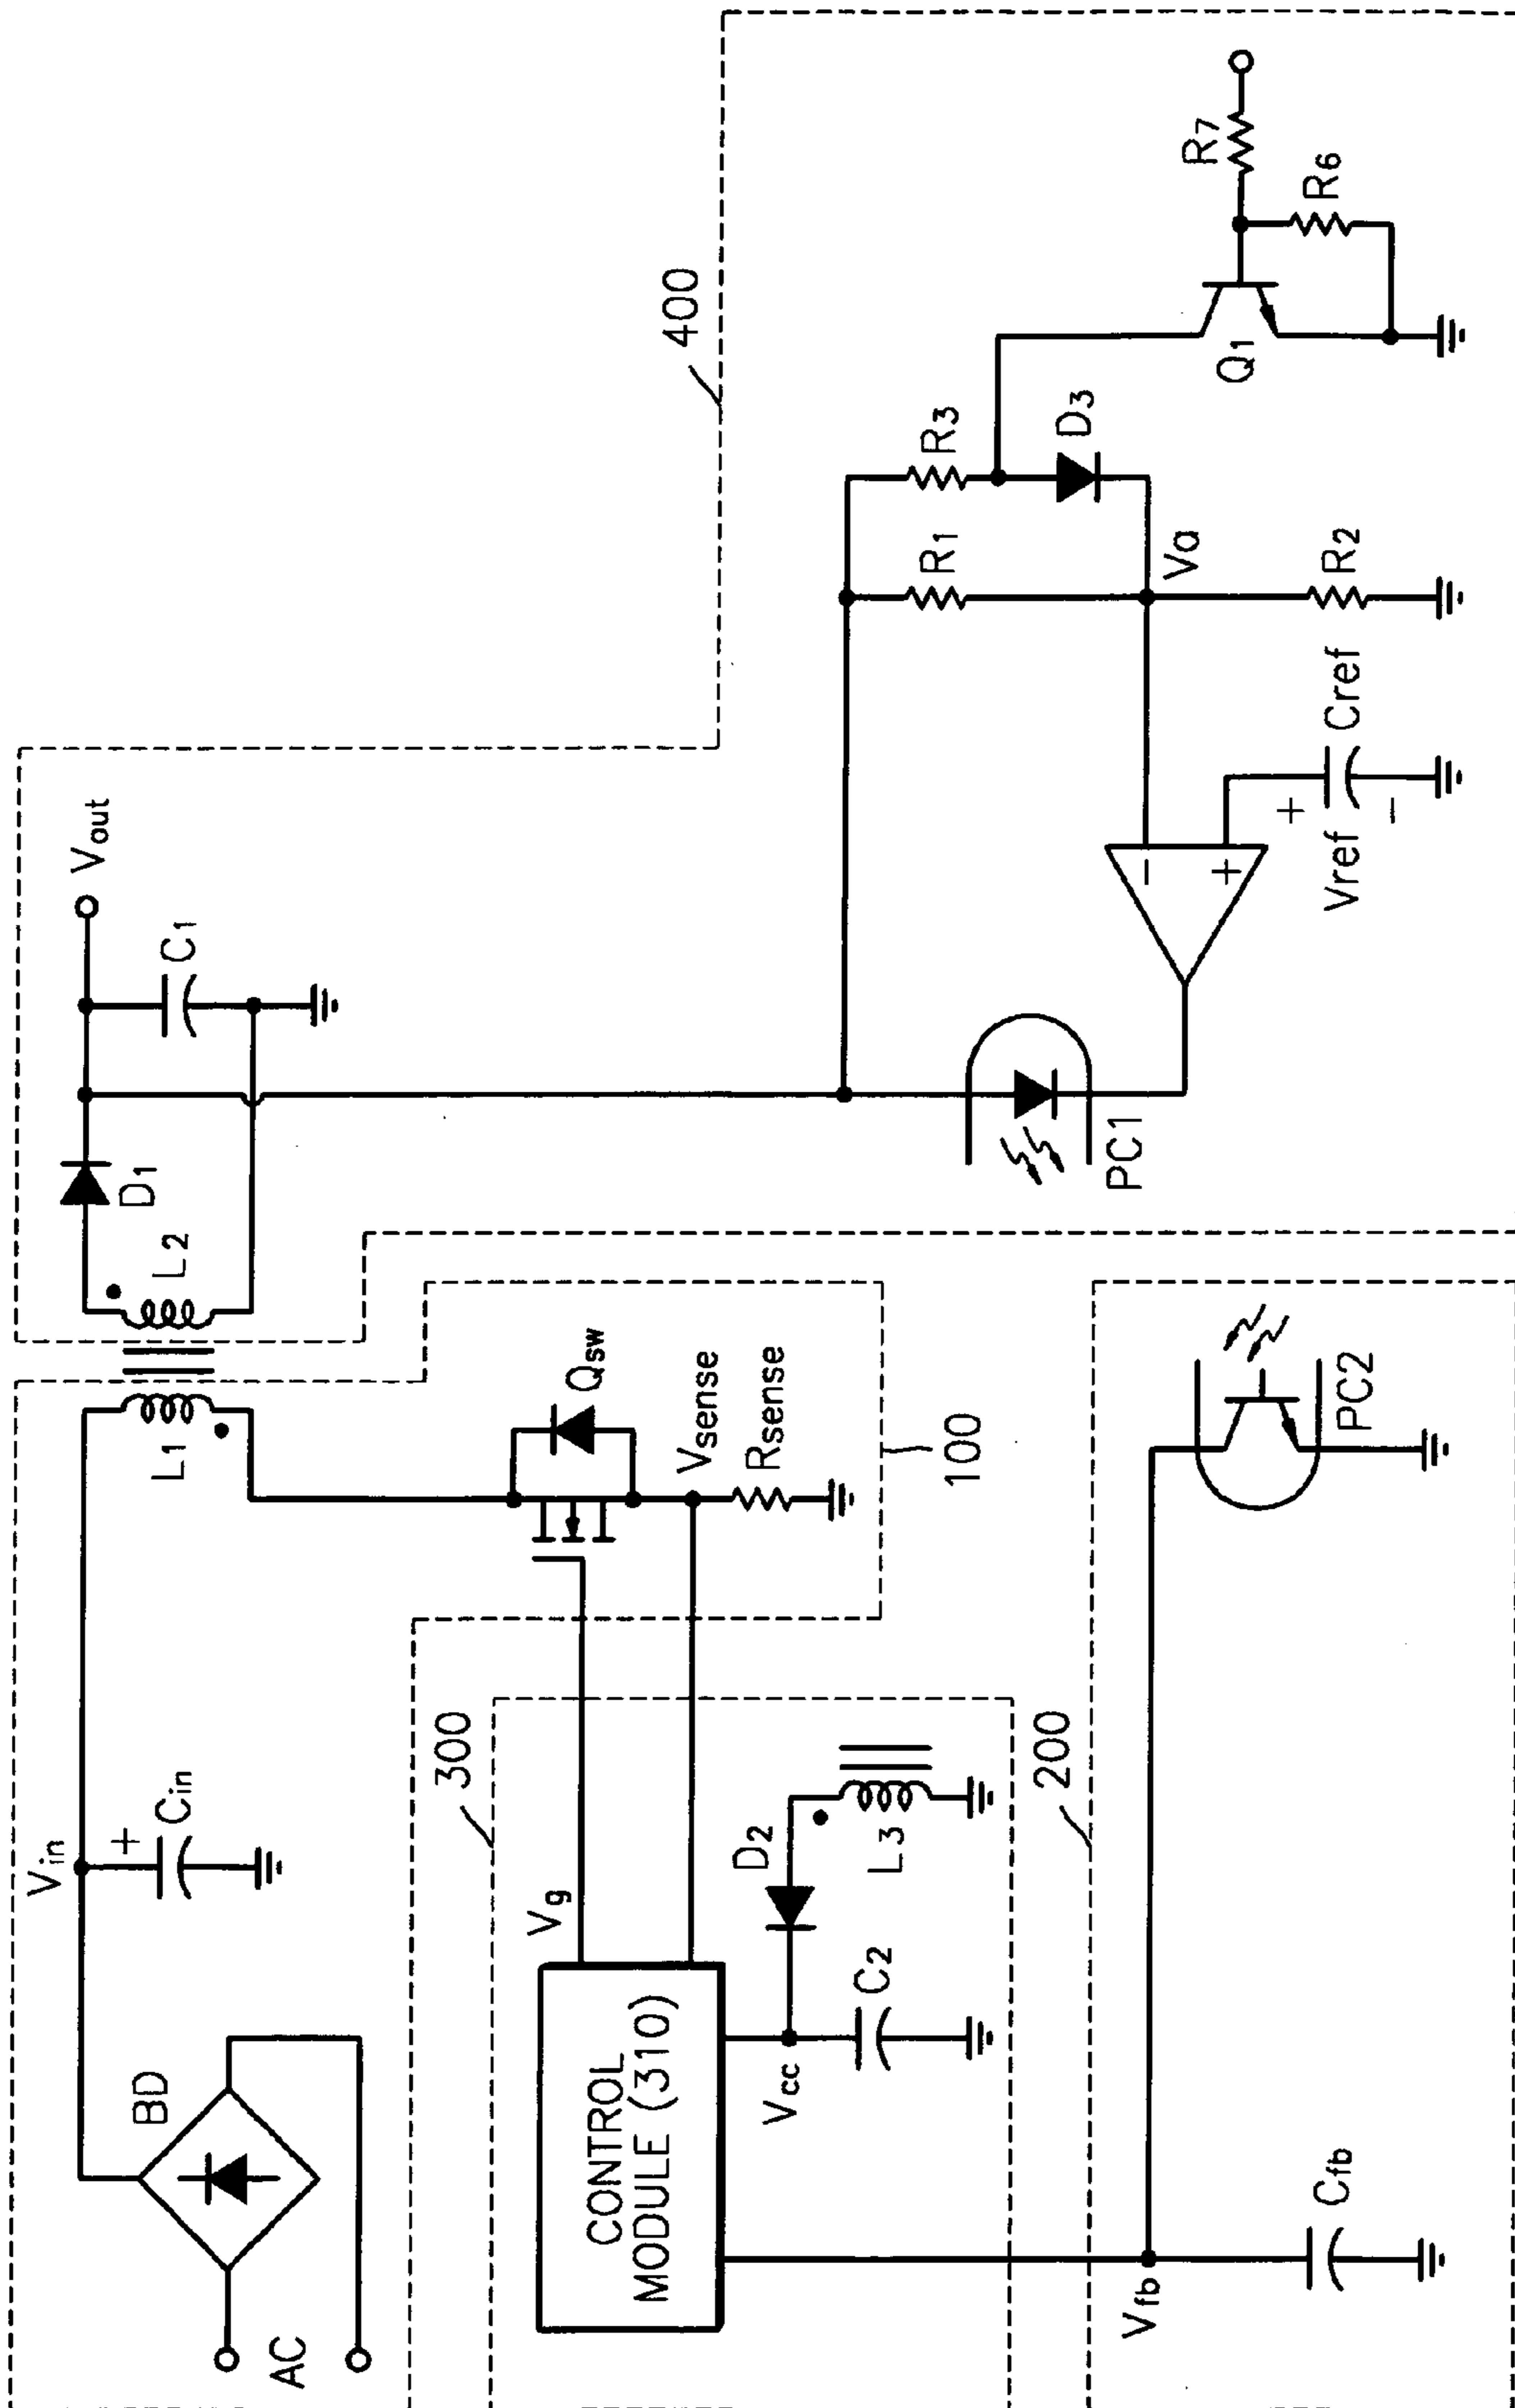 AC
BD
Vin
+
Cin
L1
L2
D1
C1
Vout
Qsw
Vsense
Rsense
100
300
Vg
CONTROL
MODULE (310)
Vcc
D2
L3
C2
200
Vfb
Cfb
PC2
400
PC1
-
+
Vref
+
-
Cref
R1
R3
D3
Va
R2
Q1
R7
R6